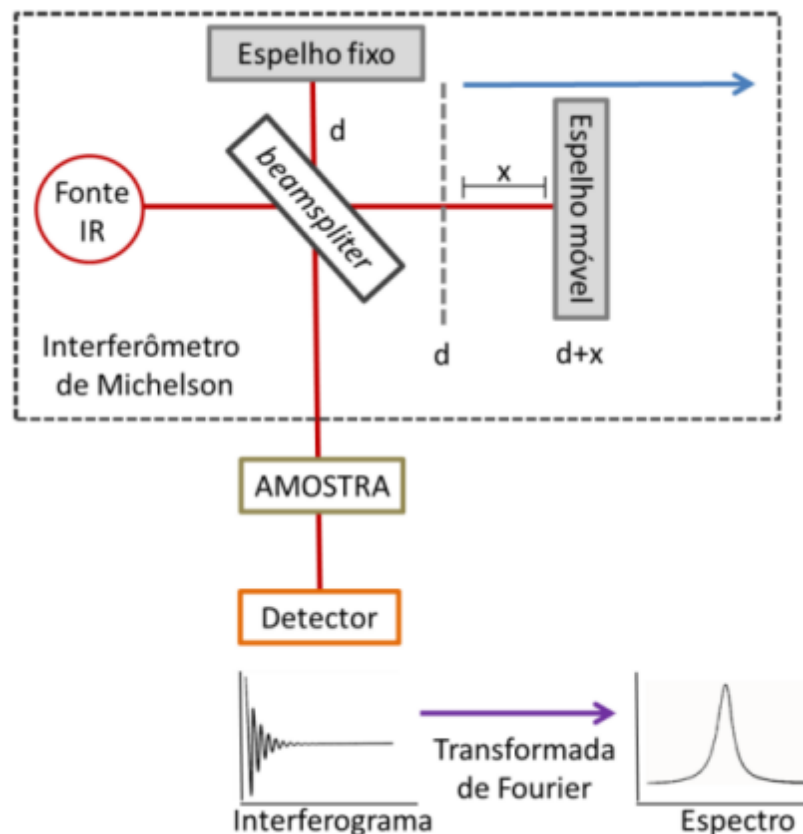 Espelho fixo
d
beamspliter
Fonte
IR
x
Espelho móvel
d
d+x
Interferômetro
de Michelson
AMOSTRA
Detector
Transformada
de Fourier
Interferograma
Espectro